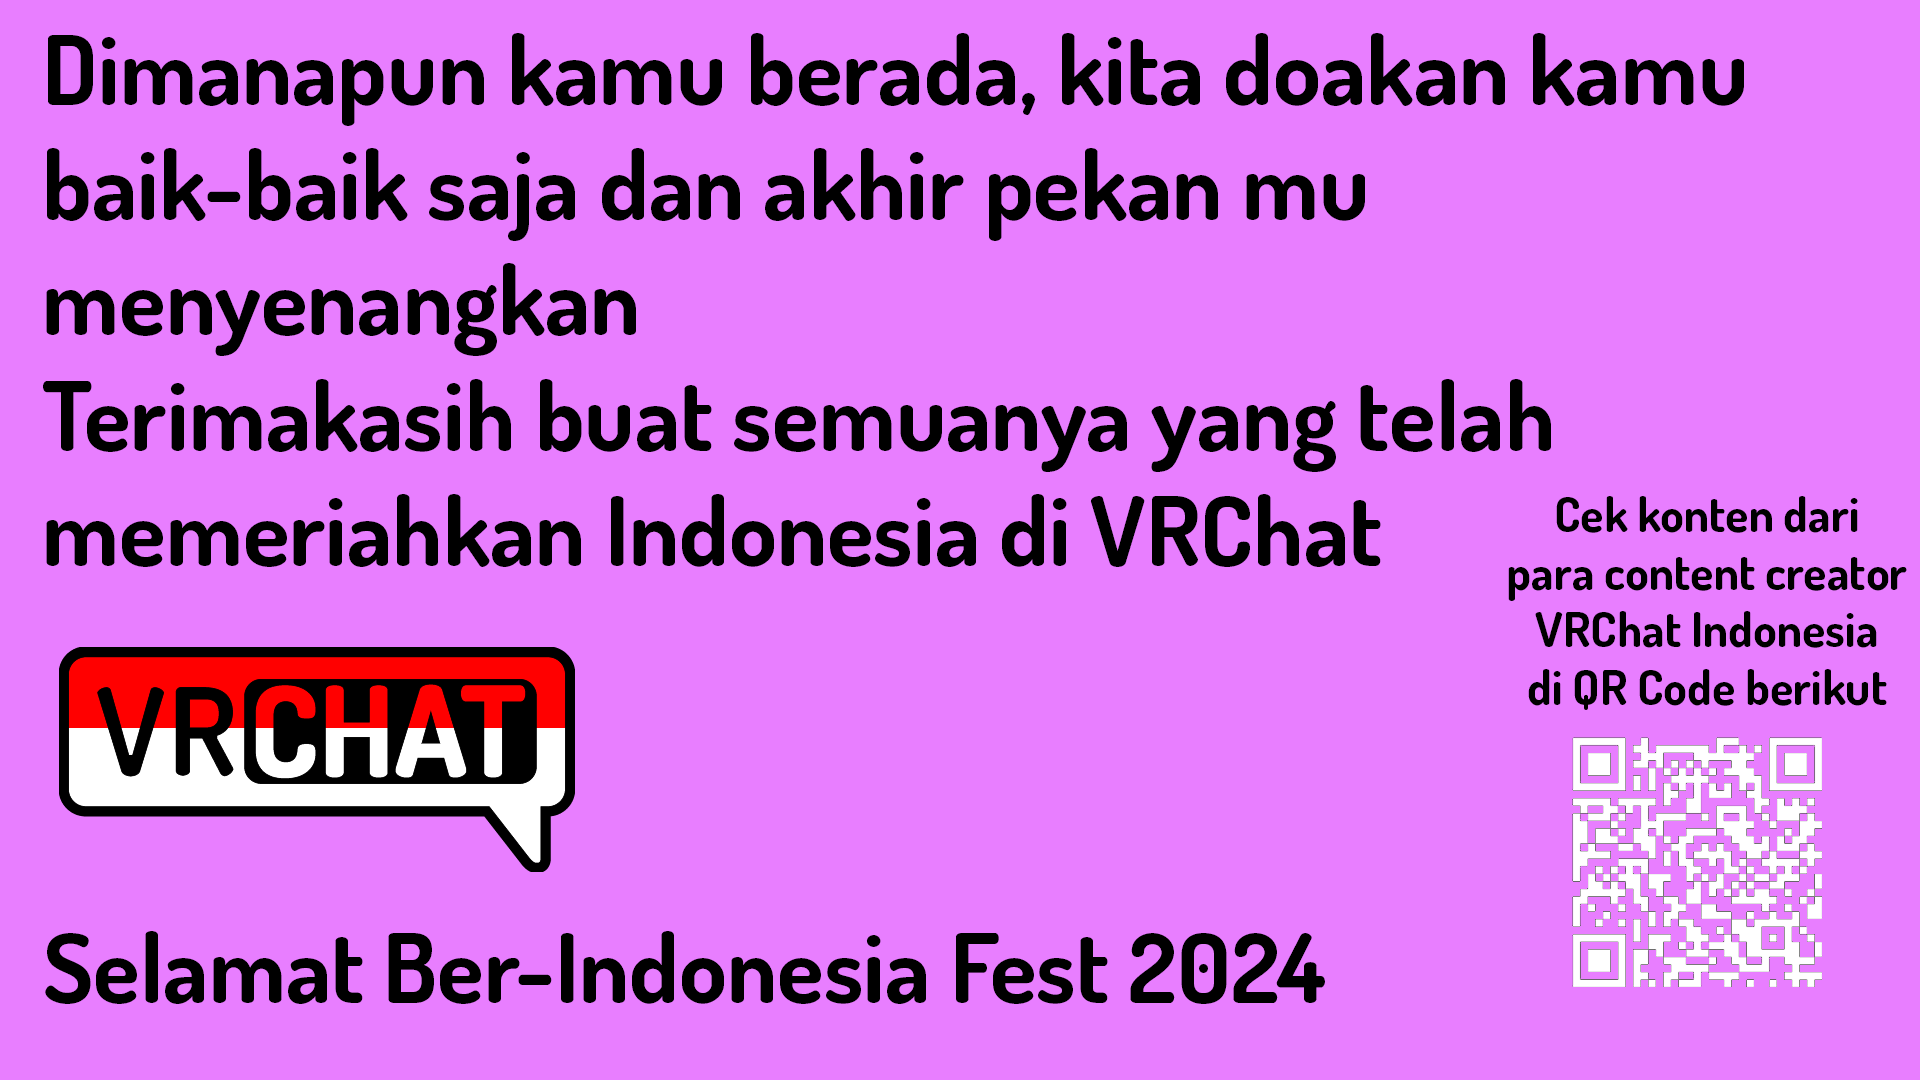 Dimanapun kamu berada, kita doakan kamu
baik-baik saja dan akhir pekan mu
menyenangkan
Terimakasih buat semuanya yang telah
memeriahkan Indonesia di VRChat
Cek konten dari
para content creator
VRChat Indonesia
di QR Code berikut
VRCHAT
Selamat Ber-Indonesia Fest 2024